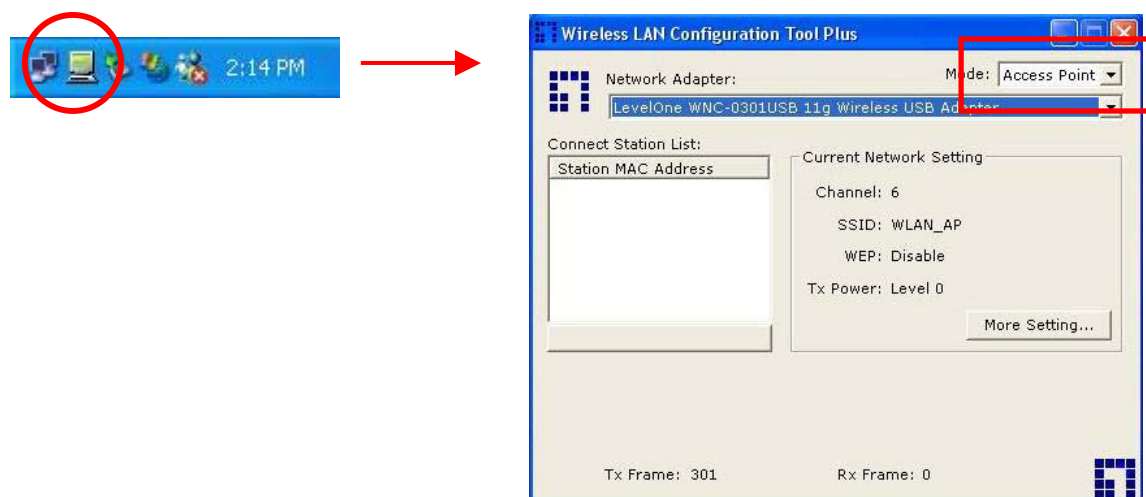 2:14 PM
Wireless LAN Configuration Tool Plus
Mode: Access Point
Network Adapter:
LevelOne WNC-0301USB 11g Wireless USB Adapter
Connect Station List:
Station MAC Address
Current Network Setting
Channel: 6
SSID: WLAN_AP
WEP: Disable
Tx Power: Level 0
More Setting...
Tx Frame: 301
Rx Frame: 0